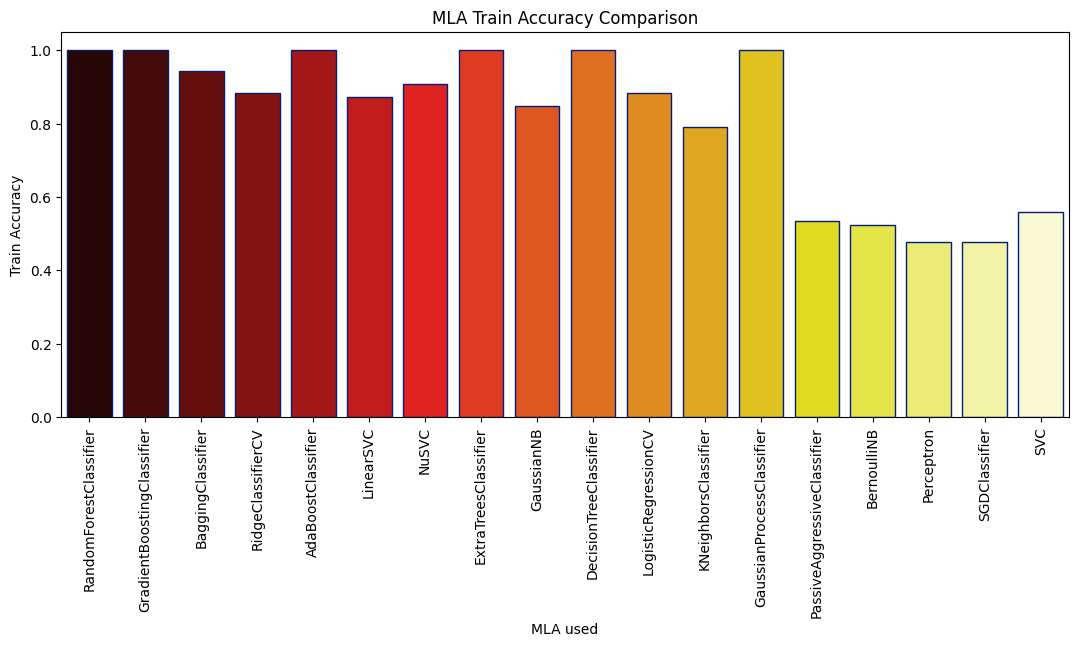 MLA Train Accuracy Comparison
Train Accuracy
1.0
0.8
0.6
0.4
0.2
0.0
RandomForestClassifier
GradientBoostingClassifier
BaggingClassifier
RidgeClassifierCV
AdaBoostClassifier
LinearSVC
NuSVC
ExtraTreesClassifier
GaussianNB
DecisionTreeClassifier
LogisticRegressionCV
KNeighborsClassifier
GaussianProcessClassifier
PassiveAggressiveClassifier
BernoulliNB
Perceptron
SGDClassifier
SVC
MLA used